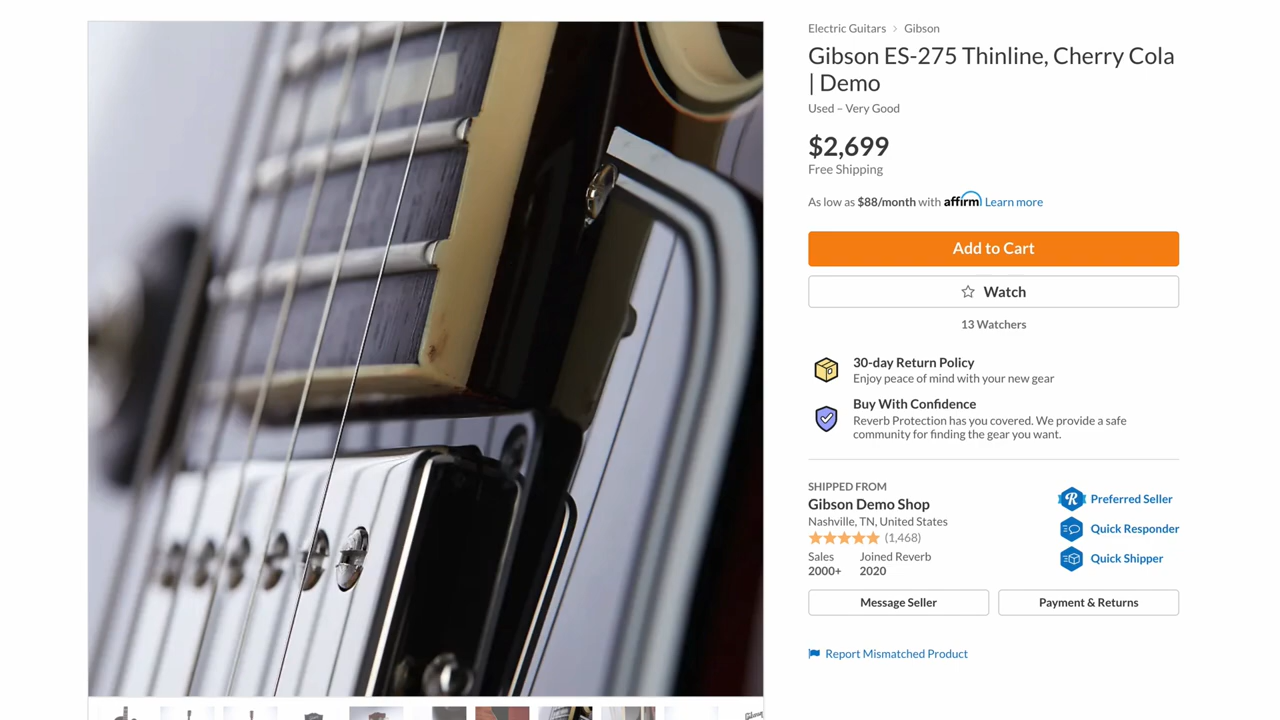 Electric Guitars > Gibson
Gibson ES-275 Thinline, Cherry Cola
| Demo
Used – Very Good
$2,699
Free Shipping
As low as $88/month with affirm Learn more
Add to Cart
Watch
13 Watchers
30-day Return Policy
Enjoy peace of mind with your new gear
Buy With Confidence
Reverb Protection has you covered. We provide a safe
community for finding the gear you want.
SHIPPED FROM
Gibson Demo Shop
Nashville, TN, United States
(1,468)
Sales Joined Reverb
2000+ 2020
R Preferred Seller
Quick Responder
Quick Shipper
Message Seller Payment & Returns
Report Mismatched Product